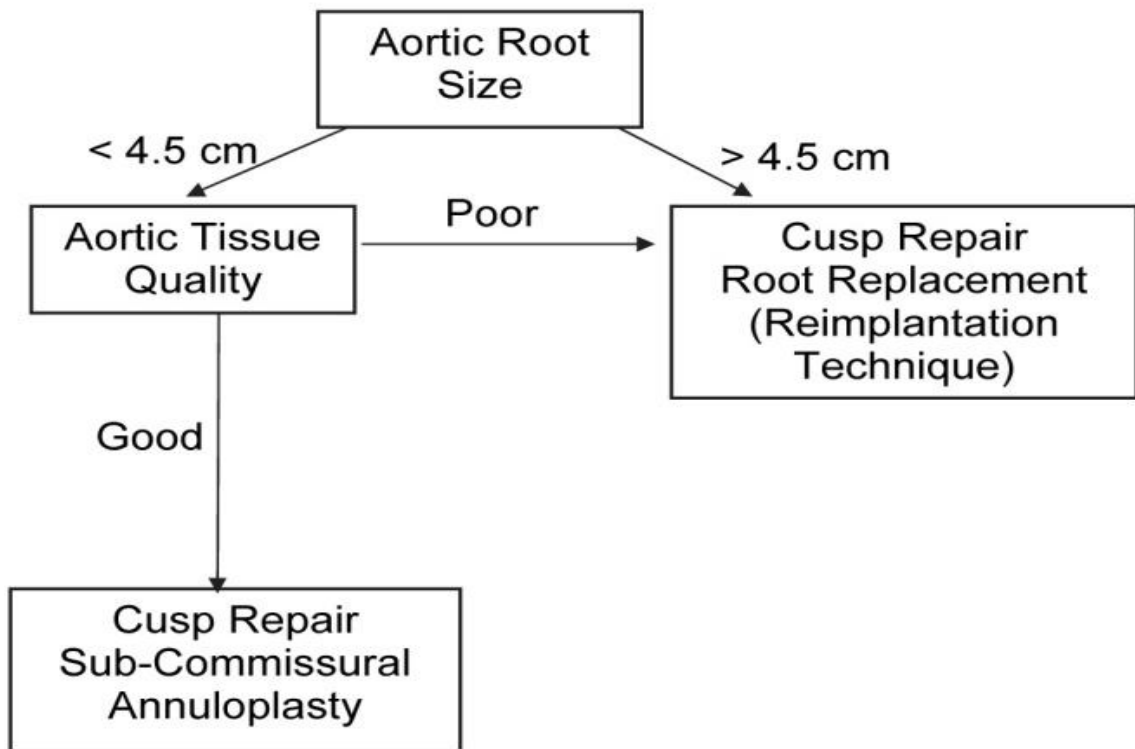 Aortic Root
Size
< 4.5 cm
> 4.5 cm
Aortic Tissue
Quality
Poor
Cusp Repair
Root Replacement
(Reimplantation
Technique)
Good
Cusp Repair
Sub-Commissural
Annuloplasty